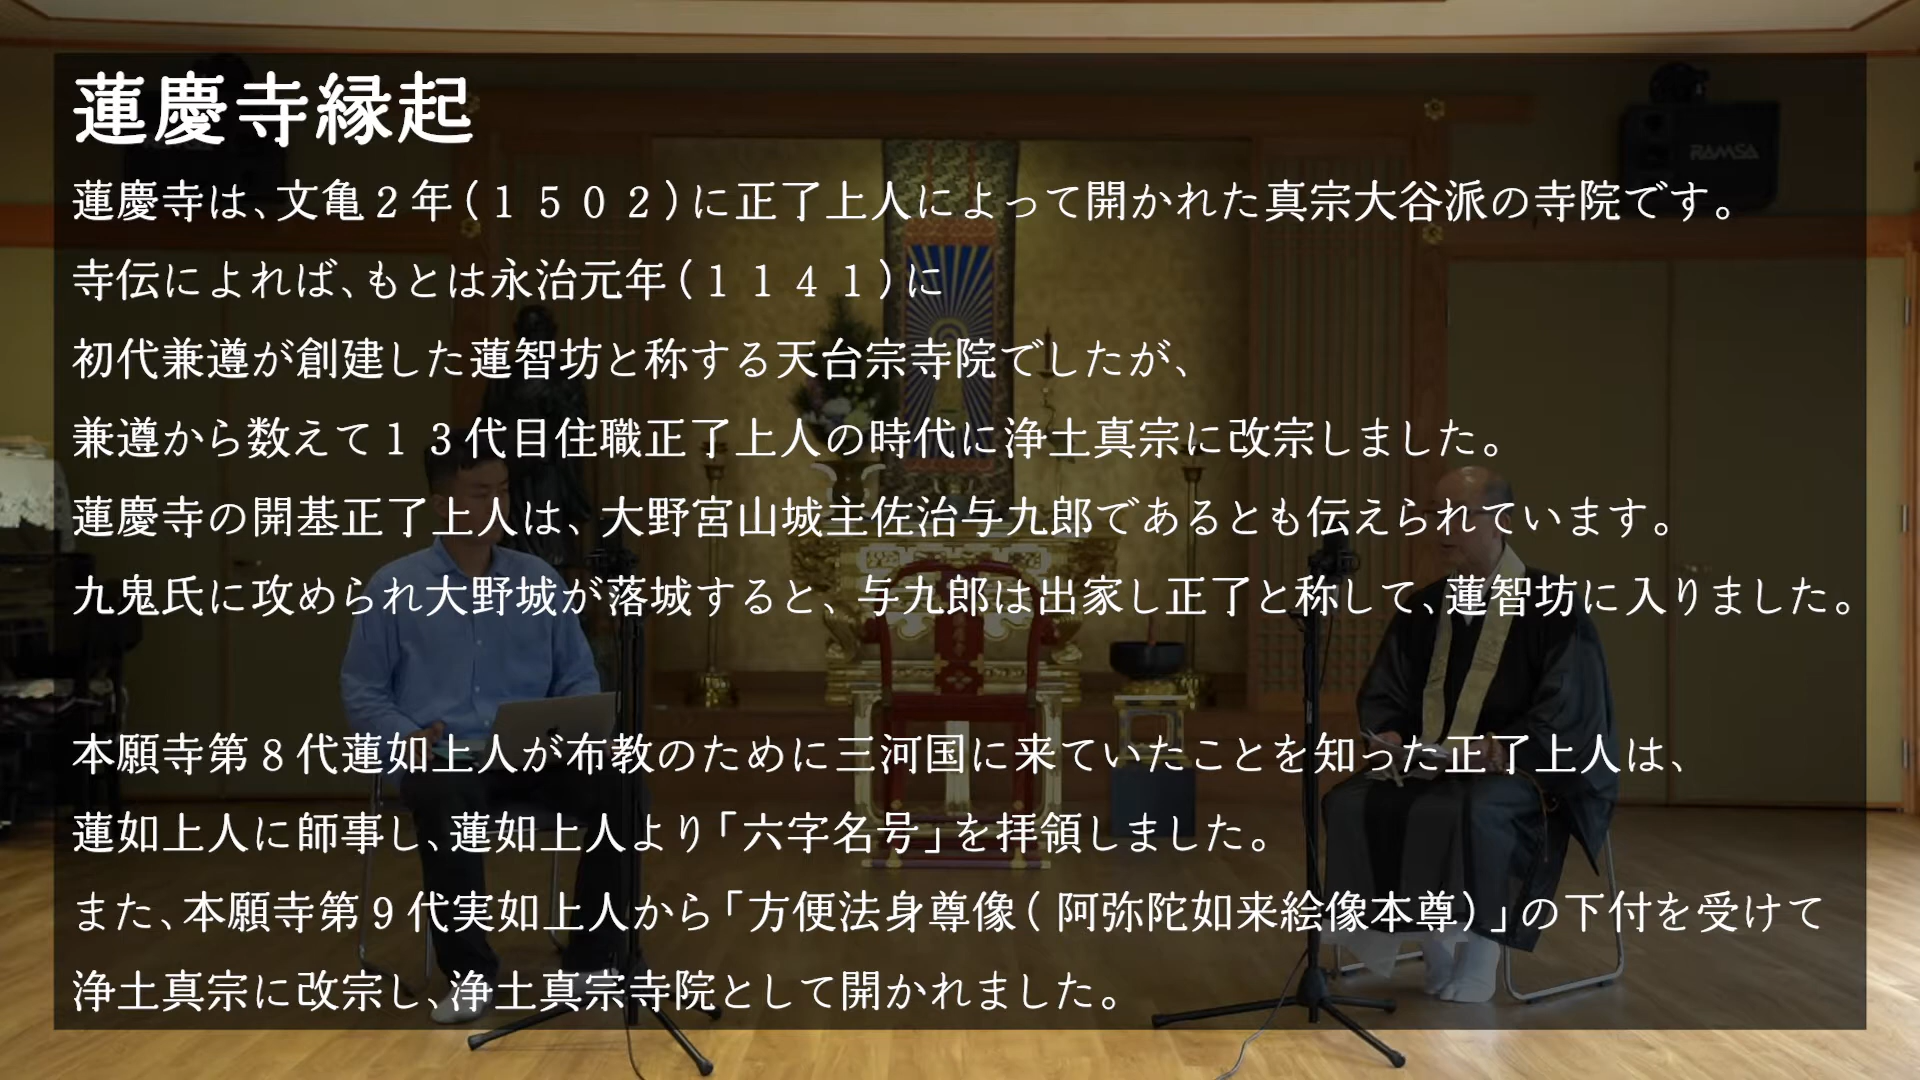 蓮慶寺縁起
RAMSA
蓮慶寺は、文亀２年(１５０２)に正了上人によって開かれた真宗大谷派の寺院です。
寺伝によれば、もとは永治元年(１１４１)に
初代兼遵が創建した蓮智坊と称する天台宗寺院でしたが、
兼遵から数えて１３代目住職正了上人の時代に浄土真宗に改宗しました。
蓮慶寺の開基正了上人は、大野宮山城主佐治与九郎であるとも伝えられています。
九鬼氏に攻められ大野城が落城すると、与九郎は出家し正了と称して、蓮智坊に入りました。
本願寺第８代蓮如上人が布教のために三河国に来ていたことを知った正了上人は、
蓮如上人に師事し、蓮如上人より「六字名号」を拝領しました。
また、本願寺第９代実如上人から「方便法身尊像(阿弥陀如来絵像本尊)」の下付を受けて
浄土真宗に改宗し、浄土真宗寺院として開かれました。